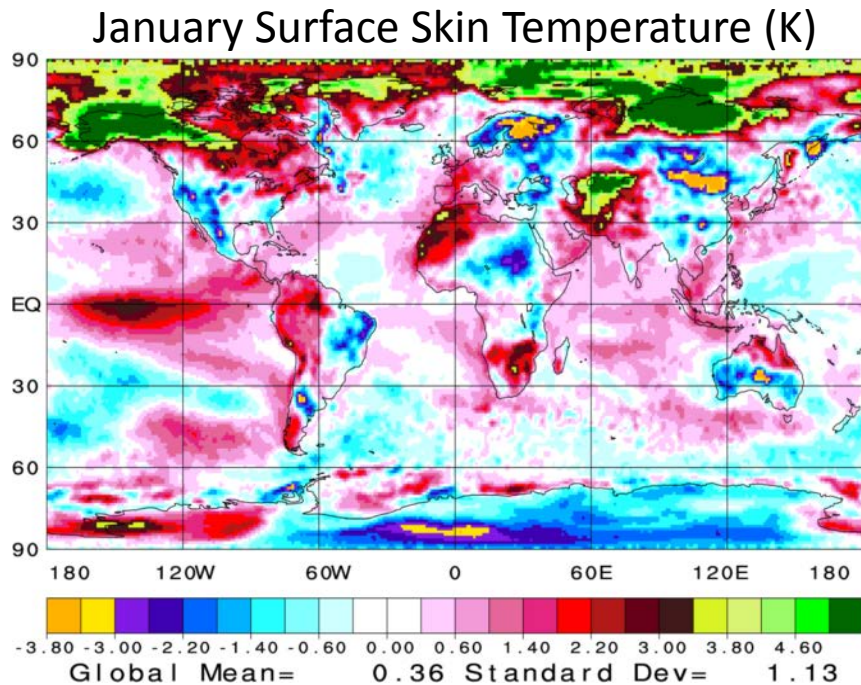 January Surface Skin Temperature (K)
90
60
30
EQ
30
60
90
180 120W 60W 0 60E 120E 180
-3.80 -3.00 -2.20 -1.40 -0.60 0.00 0.60 1.40 2.20 3.00 3.80 4.60
Global Mean= 0.36 Standard Dev= 1.13